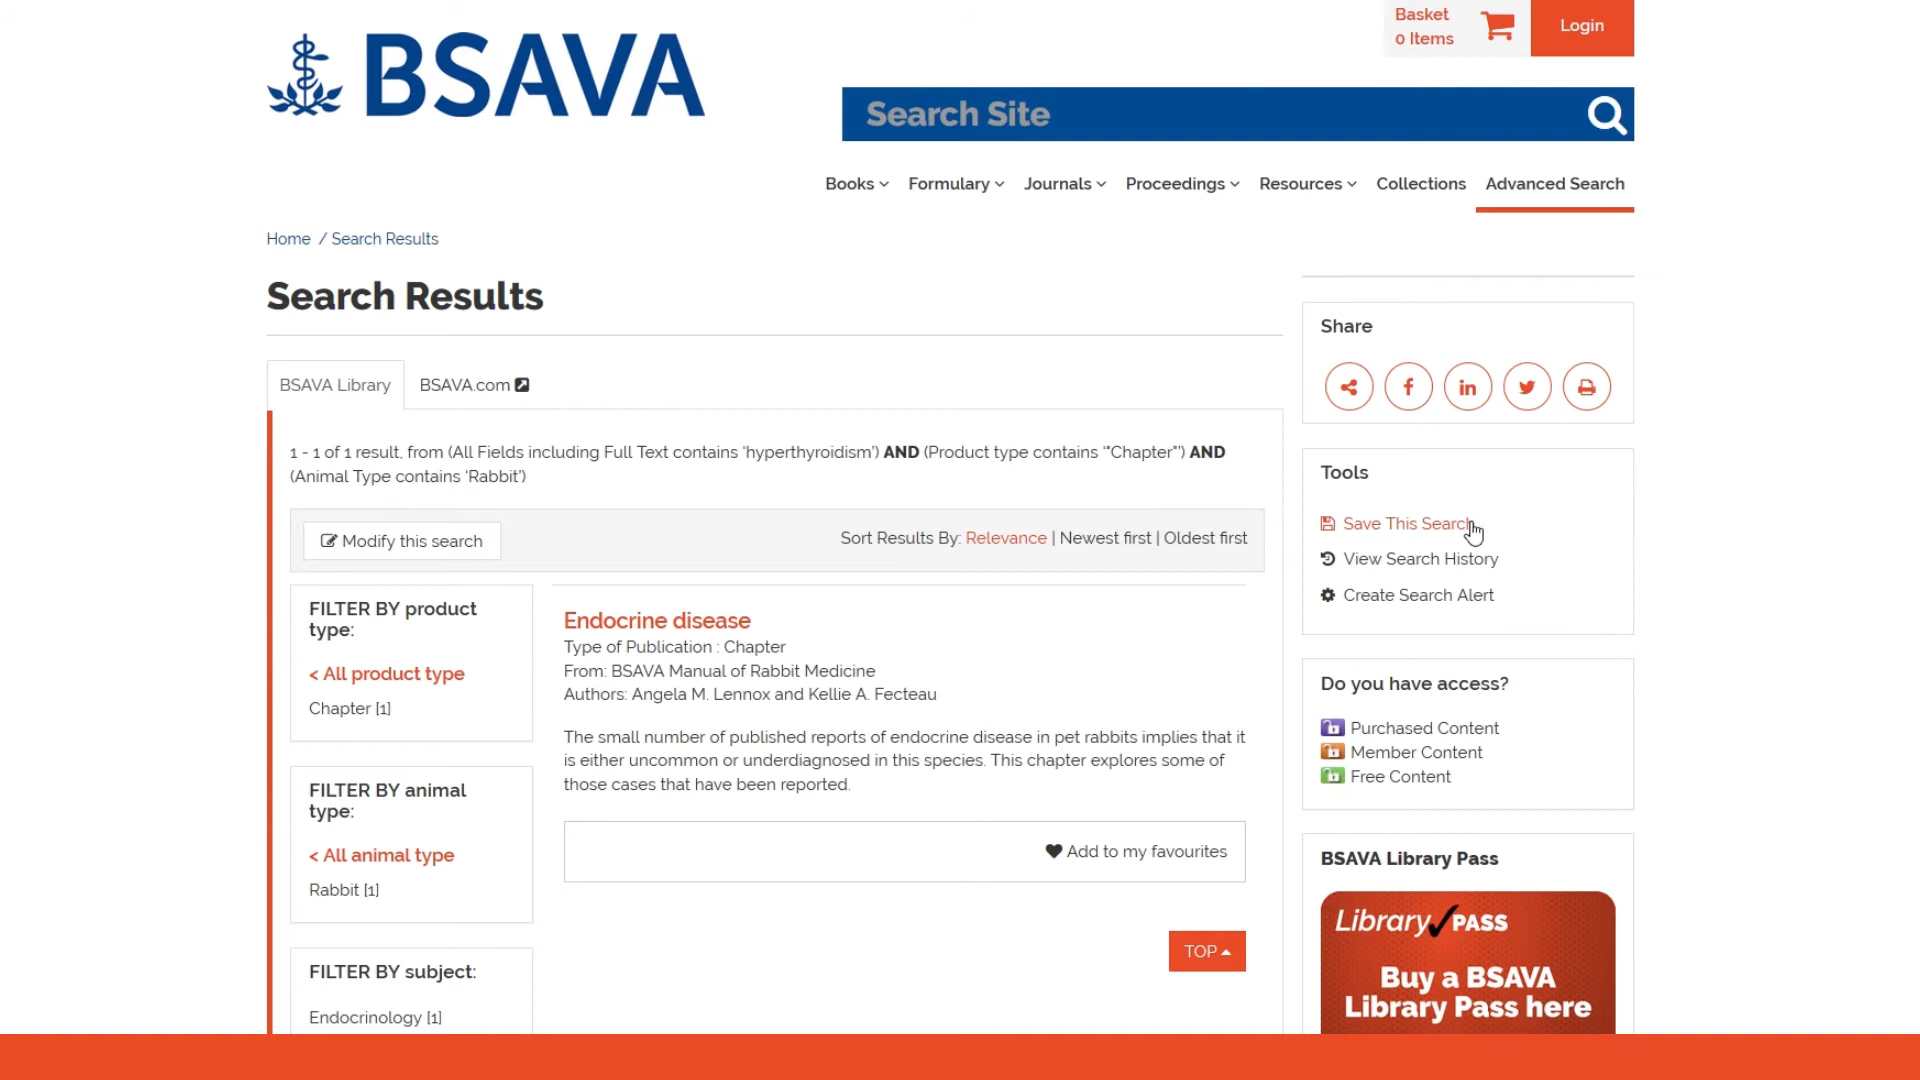 BSAVA
Basket
0 Items
Login
Search Site
Books
Formulary
Journals
Proceedings
Resources
Collections
Advanced Search
Home / Search Results
Search Results
BSAVA Library
BSAVA.com
1 - 1 of 1 result, from (All Fields including Full Text contains 'hyperthyroidism') AND (Product type contains '"Chapter"') AND
(Animal Type contains 'Rabbit')
Modify this search
Sort Results By: Relevance | Newest first | Oldest first
FILTER BY product
type:
< All product type
Chapter [1]
FILTER BY animal
type:
< All animal type
Rabbit [1]
FILTER BY subject:
Endocrinology [1]
Endocrine disease
Type of Publication : Chapter
From: BSAVA Manual of Rabbit Medicine
Authors: Angela M. Lennox and Kellie A. Fecteau
The small number of published reports of endocrine disease in pet rabbits implies that it
is either uncommon or underdiagnosed in this species. This chapter explores some of
those cases that have been reported.
Add to my favourites
TOP
Share
Tools
Save This Search
View Search History
Create Search Alert
Do you have access?
Purchased Content
Member Content
Free Content
BSAVA Library Pass
Library PASS
Buy a BSAVA
Library Pass here